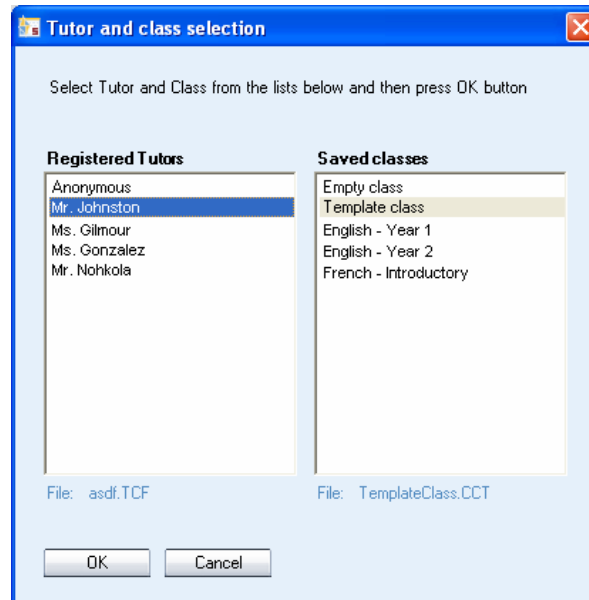 Tutor and class selection
Select Tutor and Class from the lists below and then press OK button
Registered Tutors
Anonymous
Mr. Johnston
Ms. Gilmour
Ms. Gonzalez
Mr. Nohkola
File: asdf.TCF
Saved classes
Empty class
Template class
English - Year 1
English - Year 2
French - Introductory
File: TemplateClass.CCT
OK
Cancel